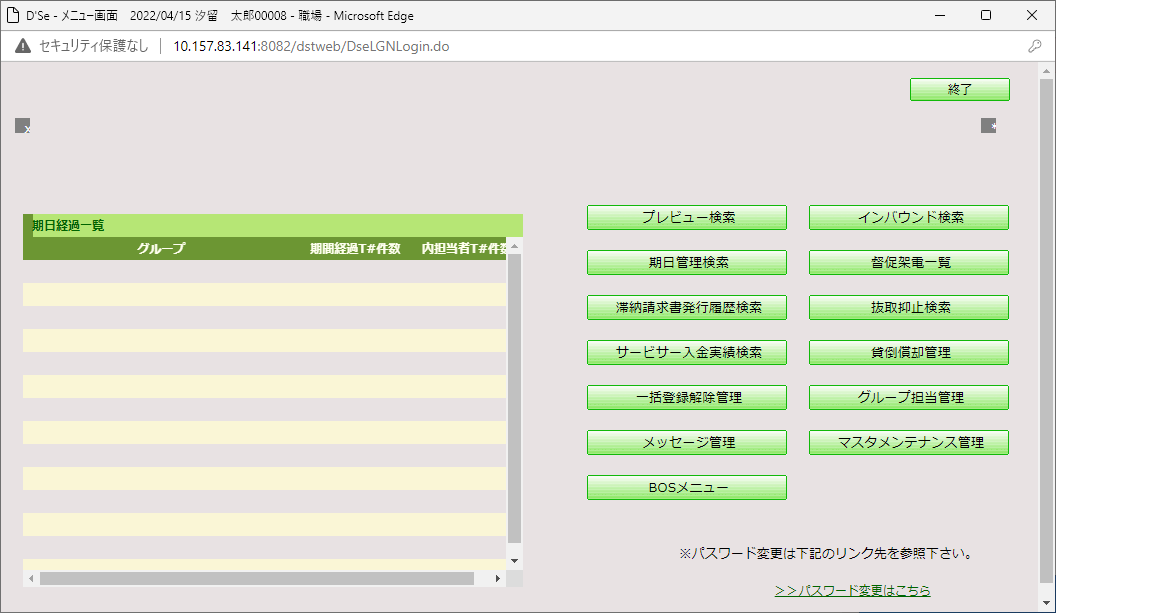 D'Se - メニュー画面　2022/04/15 汐留　太郎00008 - 職場 - Microsoft Edge
セキュリティ保護なし | 10.157.83.141:8082/dstweb/DseLGNLogin.do
終了
期日経過一覧
グループ 期間経過T#件数 内担当者T#件数
プレビュー検索 インバウンド検索
期日管理検索 督促架電一覧
滞納請求書発行履歴検索 抜取抑止検索
サービサー入金実績検索 貸倒償却管理
一括登録解除管理 グループ担当管理
メッセージ管理 マスタメンテナンス管理
BOSメニュー
※パスワード変更は下記のリンク先を参照下さい。
>>パスワード変更はこちら